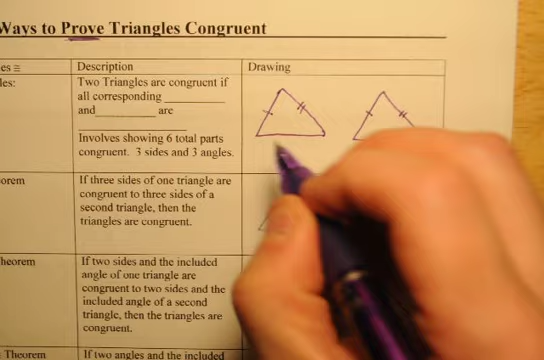 Ways to Prove Triangles Congruent
es ≅
Description
Drawing
les:
Two Triangles are congruent if
all corresponding __________
and__________ are
__________________
Involves showing 6 total parts
congruent. 3 sides and 3 angles.
orem
If three sides of one triangle are
congruent to three sides of a
second triangle, then the
triangles are congruent.
heorem
If two sides and the included
angle of one triangle are
congruent to two sides and the
included angle of a second
triangle, then the triangles are
congruent.
Theorem
If two angles and the included